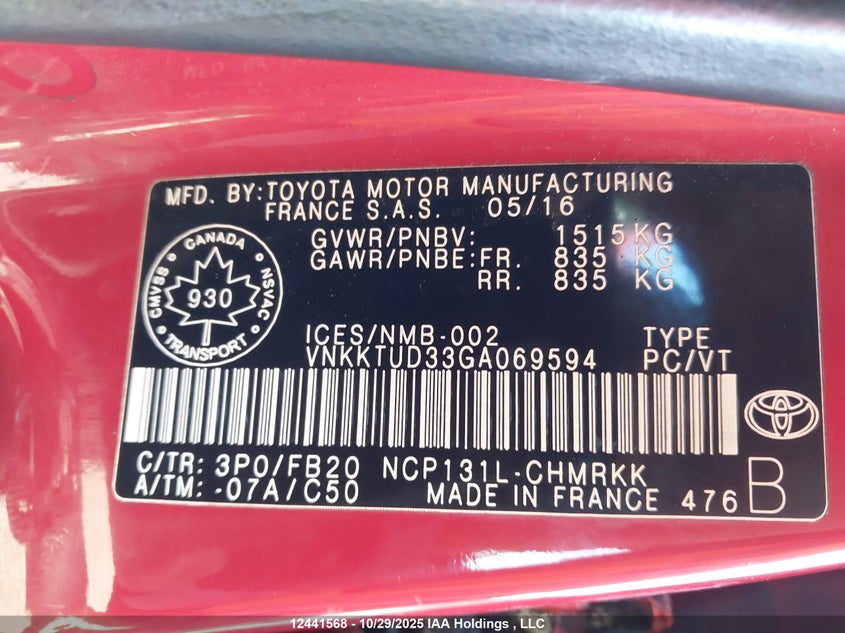 MFD. BY:TOYOTA MOTOR MANUFACTURING
FRANCE S.A.S. 05/16
GVWR/PNBV: 1515KG
GAWR/PNBE:FR. 835 KG
RR. 835 KG
CANADA
CMVSS
NSVAC
930
TRANSPORT
ICES/NMB-002 TYPE
VNKKTUD33GA069594 PC/VT
C/TR: 3P0/FB20 NCP131L-CHMRKK
A/TM: -07A/C50 MADE IN FRANCE 476 B
12441568 - 10/29/2025 IAA Holdings , LLC